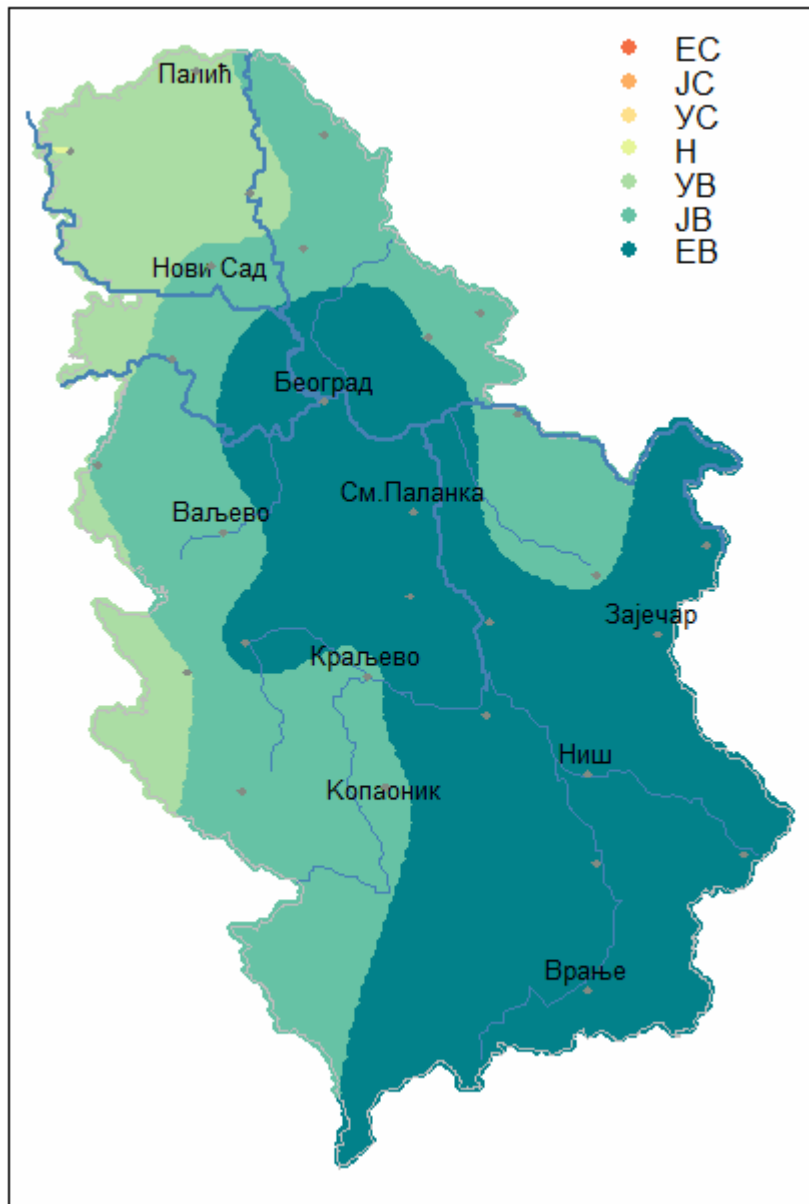 ЕС
ЈС
УС
Н
УВ
ЈВ
ЕВ
Палић
Нови Сад
Београд
См.Паланка
Ваљево
Зајечар
Краљево
Ниш
Копаоник
Врање